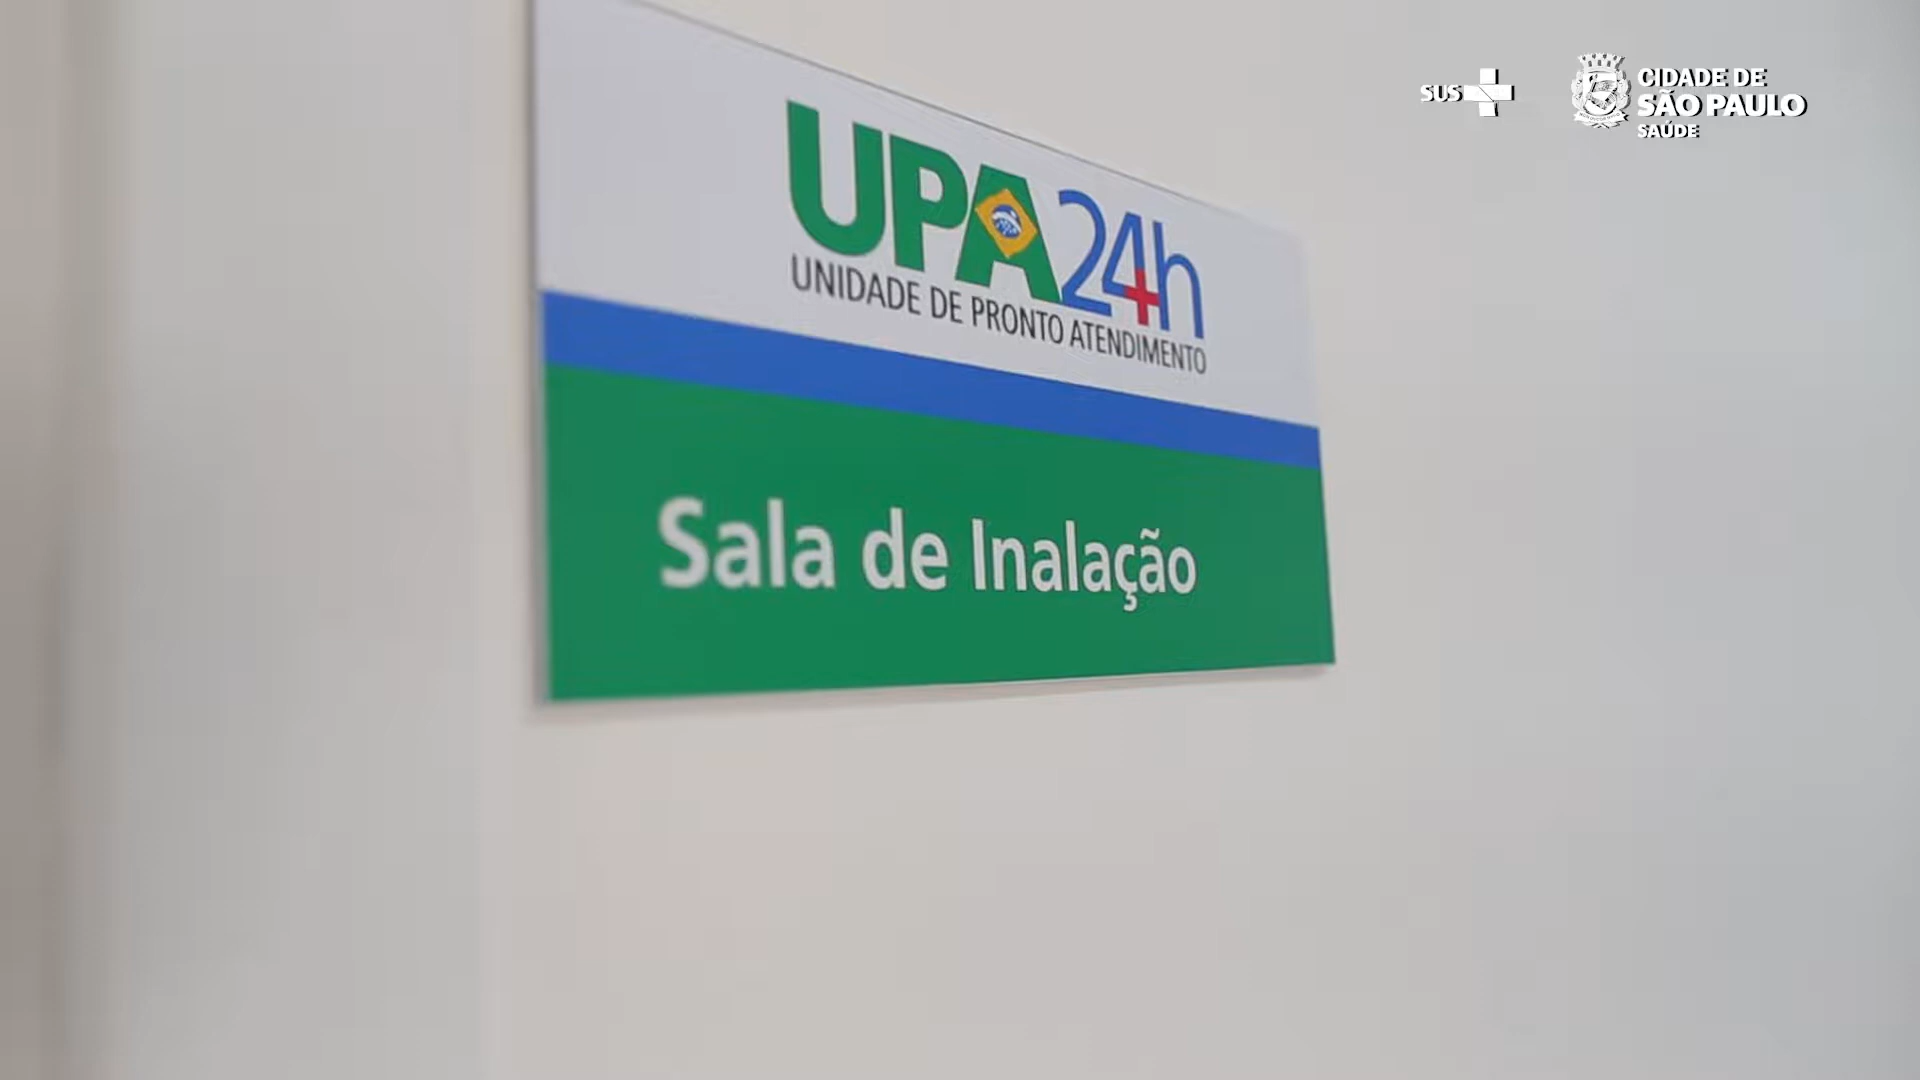 SUS
CIDADE DE
SÃO PAULO
SAÚDE
UPA24h
UNIDADE DE PRONTO ATENDIMENTO
Sala de Inalação